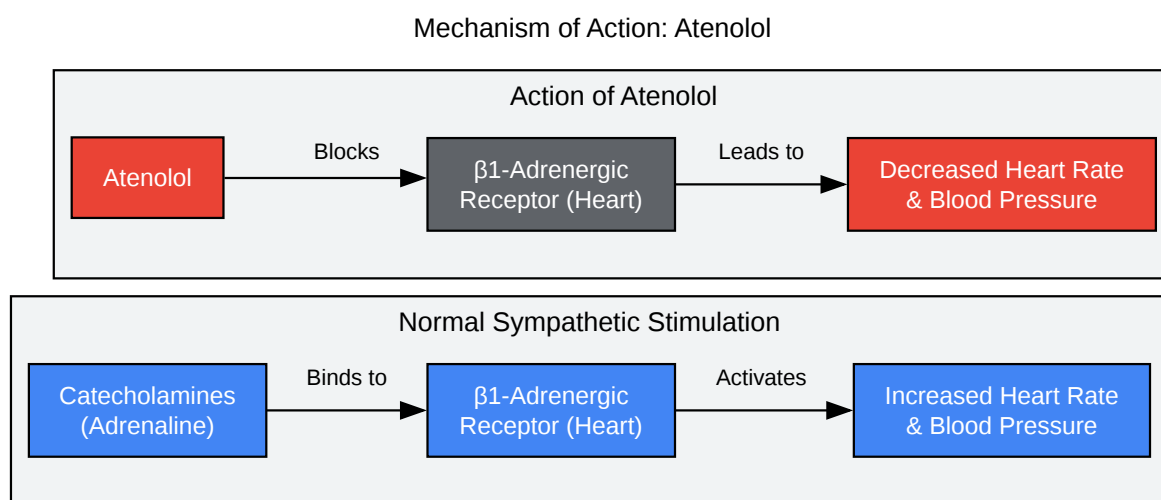 Mechanism of Action: Atenolol
Action of Atenolol
Atenolol
Blocks
β1-Adrenergic
Receptor (Heart)
Leads to
Decreased Heart Rate
& Blood Pressure
Normal Sympathetic Stimulation
Catecholamines
(Adrenaline)
Binds to
β1-Adrenergic
Receptor (Heart)
Activates
Increased Heart Rate
& Blood Pressure